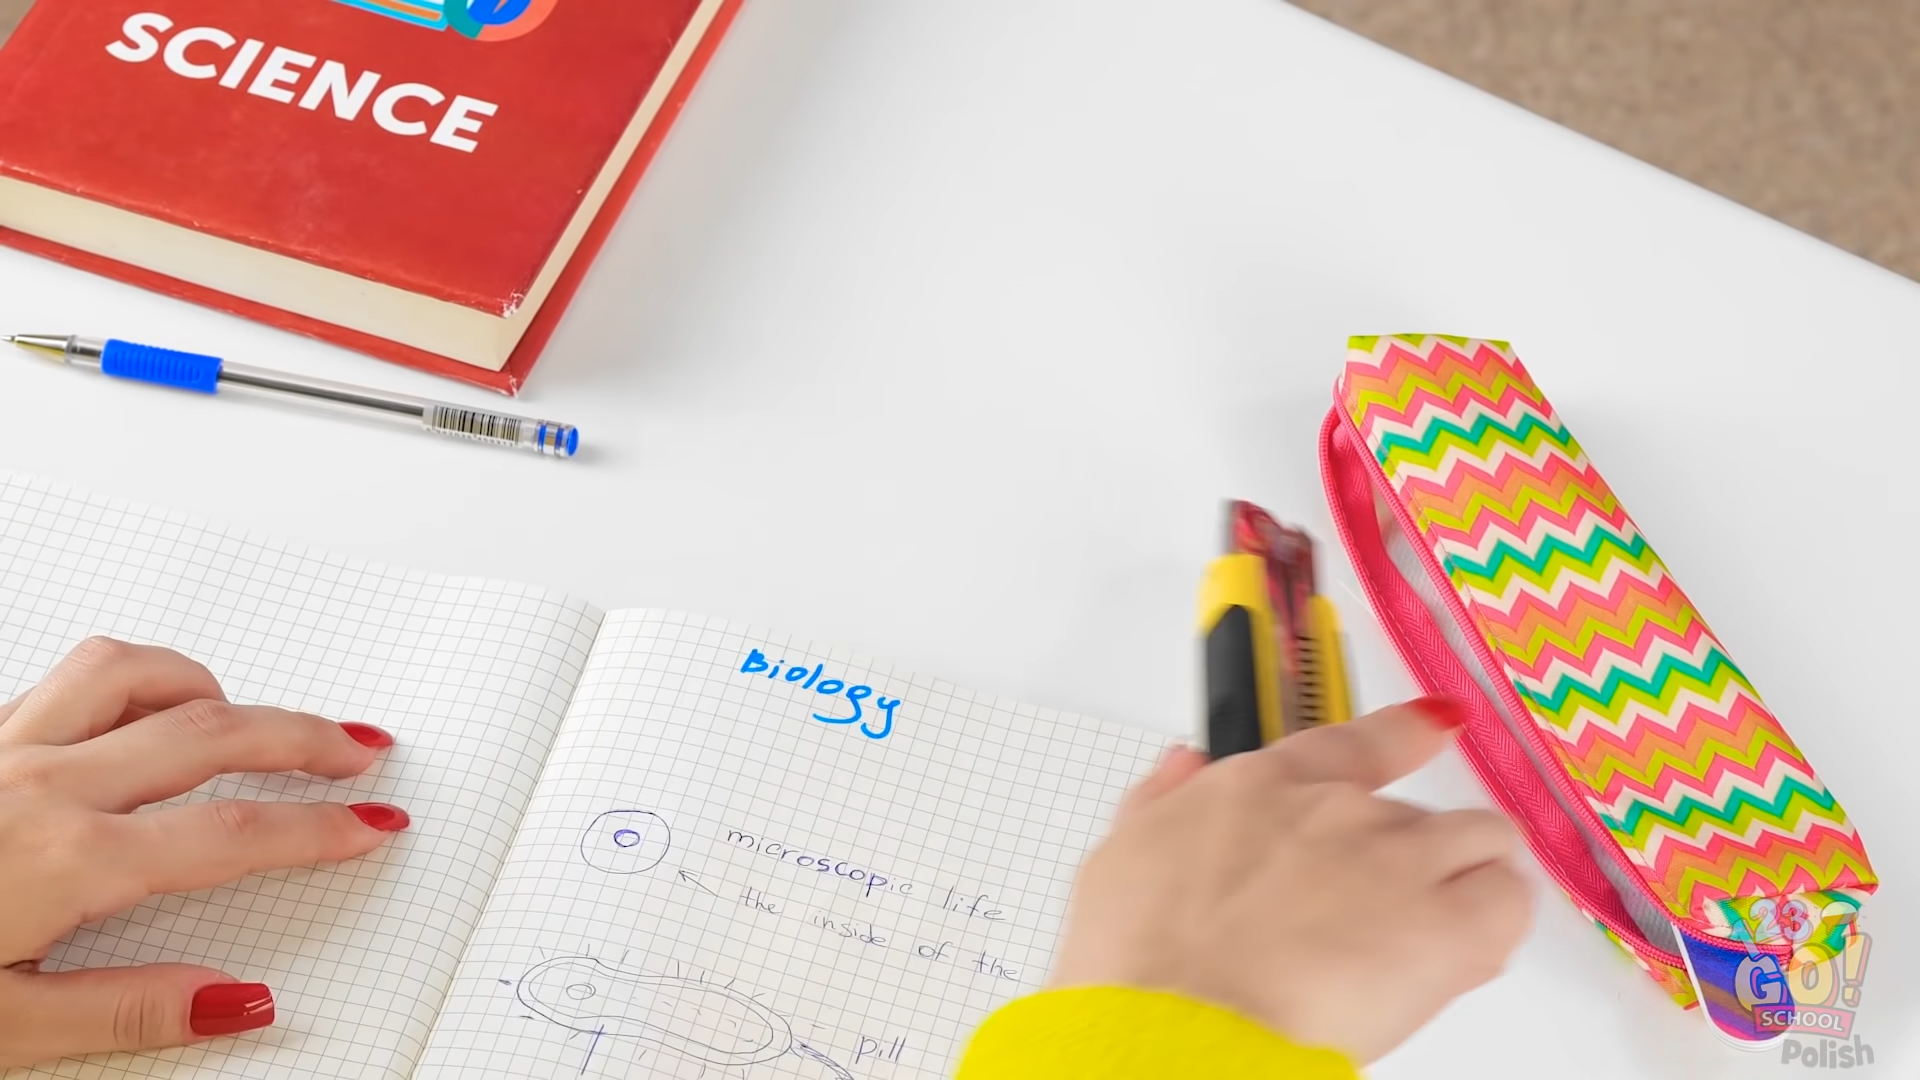 SCIENCE
Biology
microscopic life
the inside of the
pill
123
GO!
SCHOOL
Polish